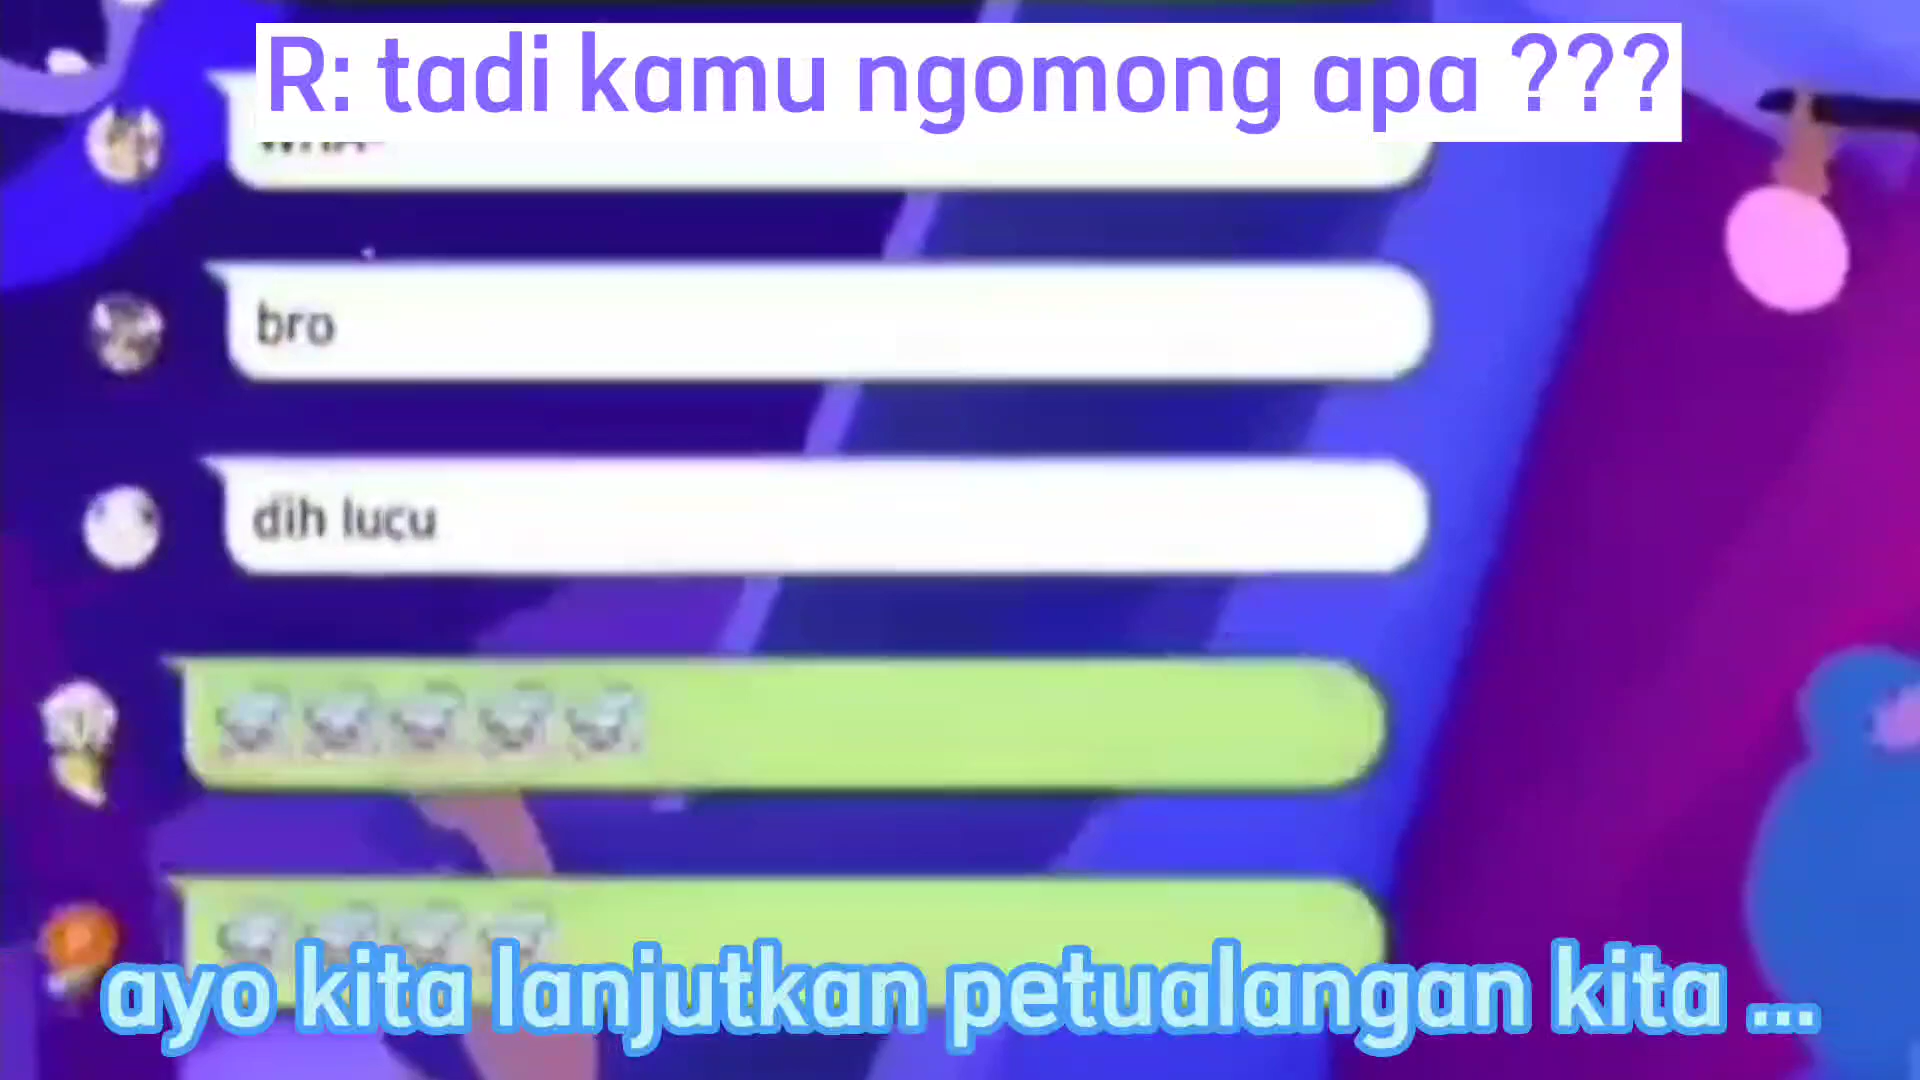 R: tadi kamu ngomong apa ???
bro
dih lucu
ayo kita lanjutkan petualangan kita ...